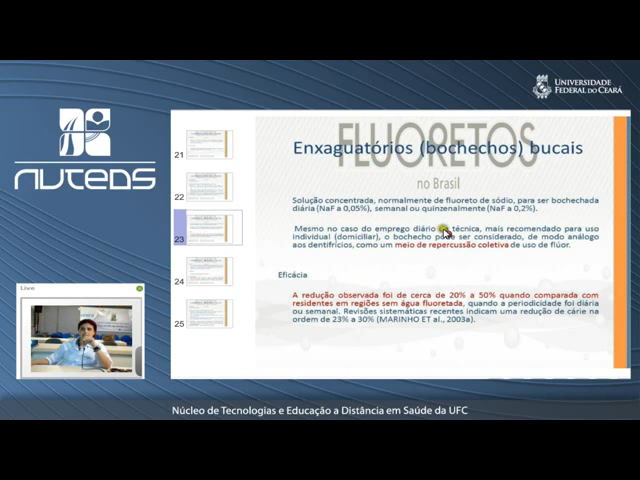 UNIVERSIDADE
FEDERAL DO CEARÁ
NUTEDS
FLUORETOS
no Brasil
Enxaguatórios (bochechos) bucais
Solução concentrada, normalmente de fluoreto de sódio, para ser bochechada
diária (NaF a 0,05%), semanal ou quinzenalmente (NaF a 0,2%).
Mesmo no caso do emprego diário da técnica, mais recomendado para uso
individual (domiciliar), o bochecho pode ser considerado, de modo análogo
aos dentifrícios, como um meio de repercussão coletiva de uso de flúor.
Eficácia
A redução observada foi de cerca de 20% a 50% quando comparada com
residentes em regiões sem água fluoretada, quando a periodicidade foi diária
ou semanal. Revisões sistemáticas recentes indicam uma redução de cárie na
ordem de 23% a 30% (MARINHO ET al., 2003a).
21
22
23
24
25
Live
Núcleo de Tecnologias e Educação a Distância em Saúde da UFC